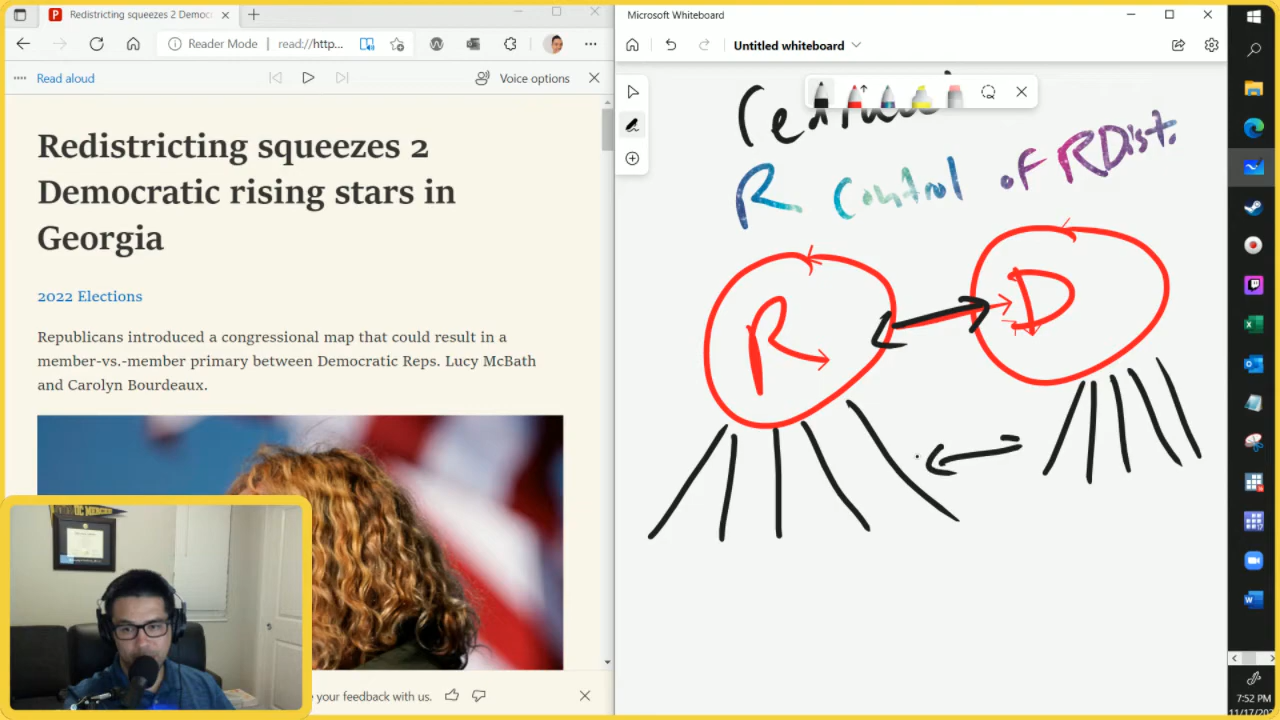 Redistricting squeezes 2 Democ
Microsoft Whiteboard
Reader Mode
read://http...
Untitled whiteboard
Read aloud
Voice options
Redistricting squeezes 2
Democratic rising stars in
Georgia
2022 Elections
Republicans introduced a congressional map that could result in a
member-vs.-member primary between Democratic Reps. Lucy McBath
and Carolyn Bourdeaux.
R Control of RDist.
R
D
your feedback with us.
7:52 PM